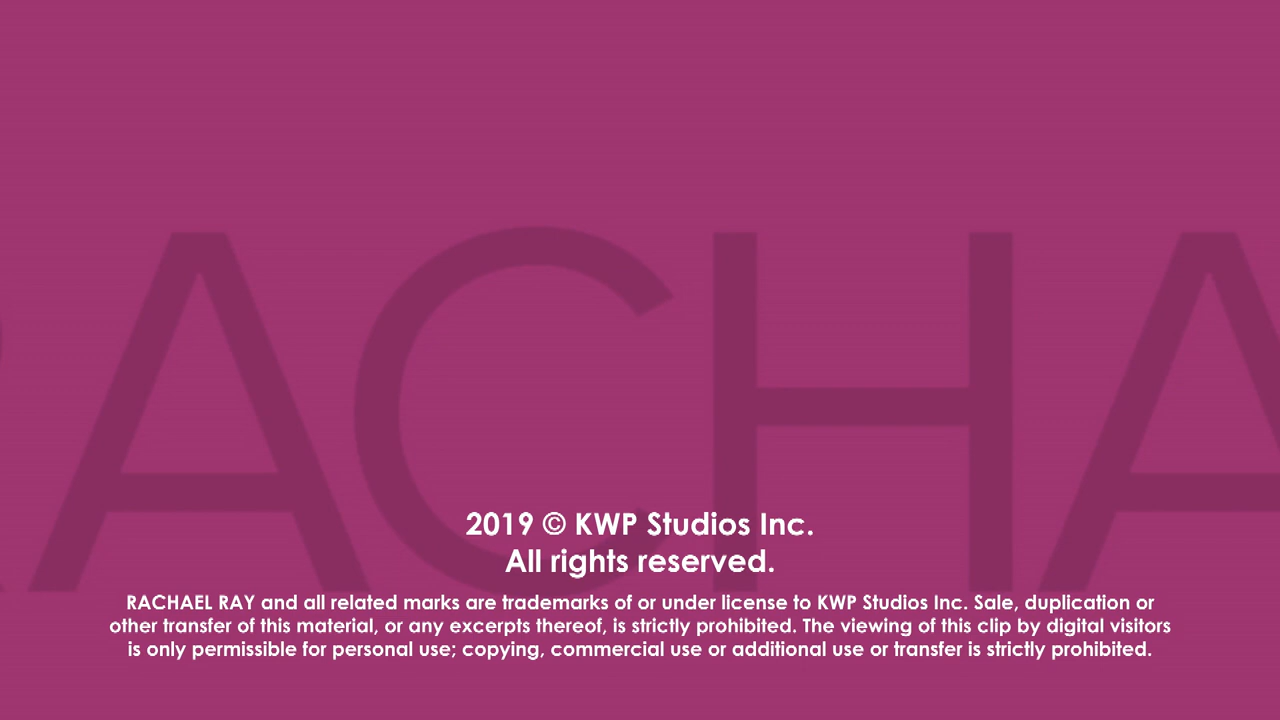 RACHA
2019 © KWP Studios Inc.
All rights reserved.
RACHAEL RAY and all related marks are trademarks of or under license to KWP Studios Inc. Sale, duplication or
other transfer of this material, or any excerpts thereof, is strictly prohibited. The viewing of this clip by digital visitors
is only permissible for personal use; copying, commercial use or additional use or transfer is strictly prohibited.